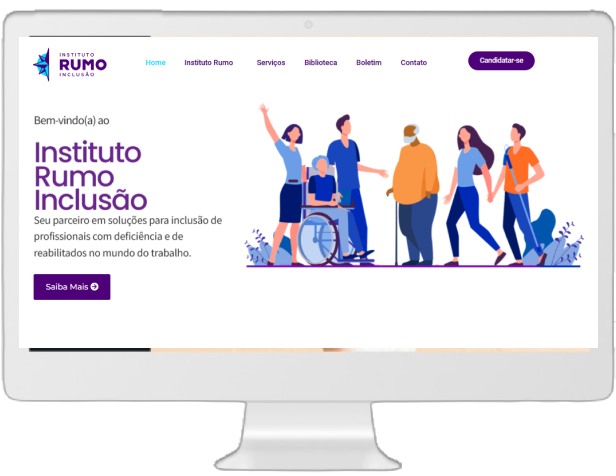 INSTITUTO
RUMO
INCLUSÃO
Home Instituto Rumo Serviços Biblioteca Boletim Contato Candidatar-se
Bem-vindo(a) ao
Instituto
Rumo
Inclusão
Seu parceiro em soluções para inclusão de
profissionais com deficiência e de
reabilitados no mundo do trabalho.
Saiba Mais